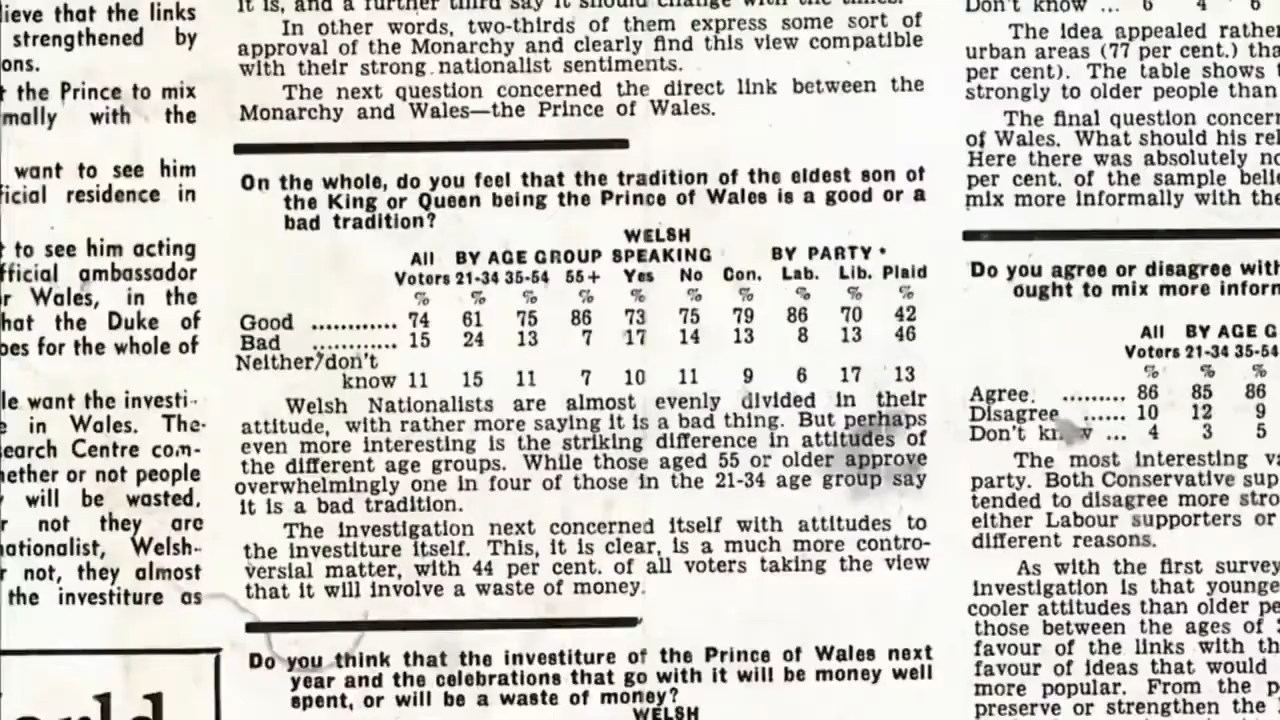 lieve that the links
strengthened by
ons.
t the Prince to mix
mally with the
want to see him
ficial residence in
t to see him acting
fficial ambassador
r Wales, in the
hat the Duke of
oes for the whole of
le want the investi-
e in Wales. The
search Centre com-
hether or not people
will be wasted.
r not they are
nationalist, Welsh-
r not, they almost
the investiture as
orld
it is, and a further third say it should change with the times.
In other words, two-thirds of them express some sort of
approval of the Monarchy and clearly find this view compatible
with their strong nationalist sentiments.
The next question concerned the direct link between the
Monarchy and Wales—the Prince of Wales.
On the whole, do you feel that the tradition of the eldest son of
the King or Queen being the Prince of Wales is a good or a
bad tradition?
WELSH
All BY AGE GROUP SPEAKING BY PARTY *
Voters 21-34 35-54 55+ Yes No Con. Lab. Lib. Plaid
% % % % % % % % % %
Good ............ 74 61 75 86 73 75 79 86 70 42
Bad ............ 15 24 13 7 17 14 13 8 13 46
Neither/don't
know 11 15 11 7 10 11 9 6 17 13
Welsh Nationalists are almost evenly divided in their
attitude, with rather more saying it is a bad thing. But perhaps
even more interesting is the striking difference in attitudes of
the different age groups. While those aged 55 or older approve
overwhelmingly one in four of those in the 21-34 age group say
it is a bad tradition.
The investigation next concerned itself with attitudes to
the investiture itself. This, it is clear, is a much more contro-
versial matter, with 44 per cent. of all voters taking the view
that it will involve a waste of money.
Do you think that the investiture of the Prince of Wales next
year and the celebrations that go with it will be money well
spent, or will be a waste of money?
WELSH
Don't know ... 6 4 6
The idea appealed rather
urban areas (77 per cent.) tha
per cent). The table shows t
strongly to older people than
The final question concern
of Wales. What should his rel
Here there was absolutely no
per cent. of the sample belie
mix more informally with the
Do you agree or disagree with
ought to mix more inform
All BY AGE G
Voters 21-34 35-54
% % %
Agree. ......... 86 85 86
Disagree ...... 10 12 9
Don't know ... 4 3 5
The most interesting va
party. Both Conservative sup
tended to disagree more stro
either Labour supporters or
different reasons.
As with the first survey
investigation is that younge
cooler attitudes than older pe
those between the ages of
favour of the links with th
favour of ideas that would
more popular. From the p
preserve or strengthen the